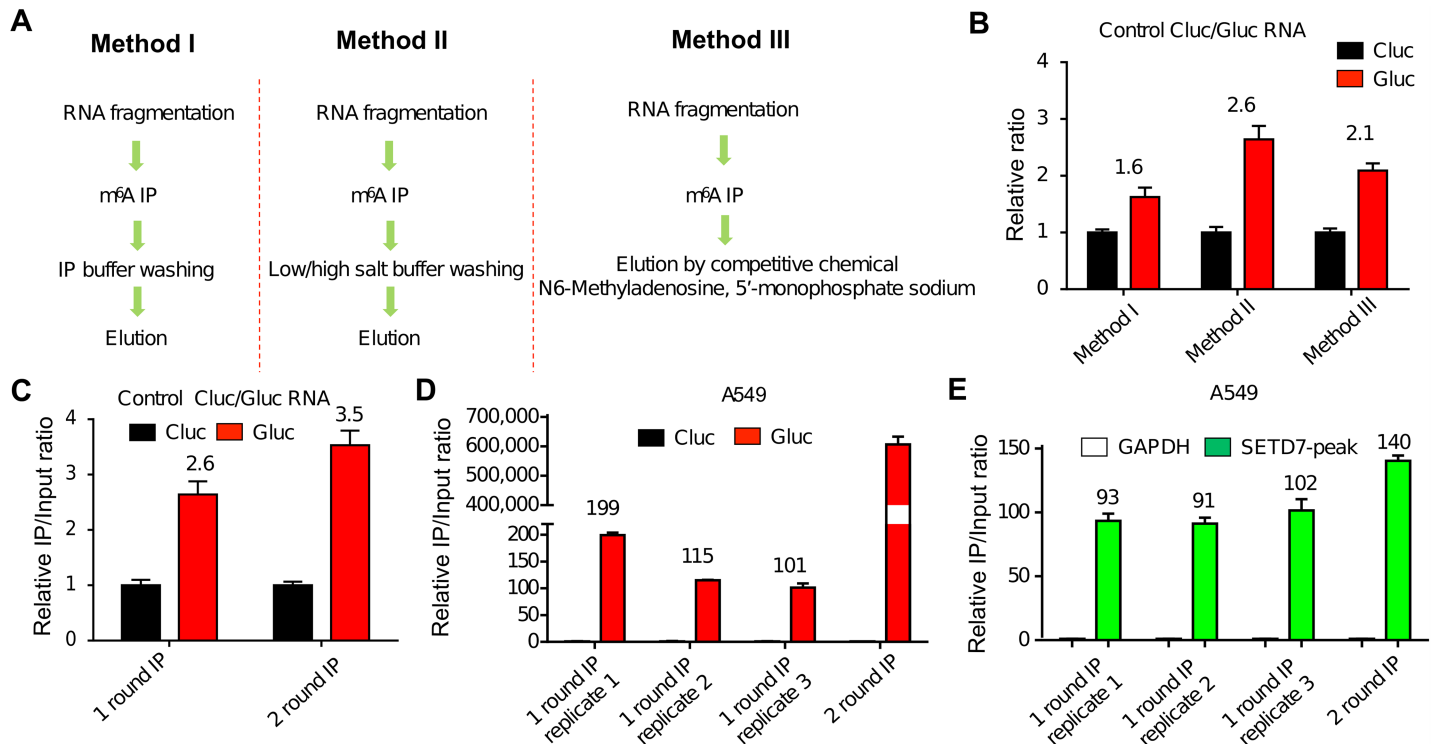 A
Method I
Method II
Method III
RNA fragmentation
RNA fragmentation
RNA fragmentation
m⁶A IP
m⁶A IP
m⁶A IP
IP buffer washing
Low/high salt buffer washing
Elution by competitive chemical
N6-Methyladenosine, 5′-monophosphate sodium
Elution
Elution
B
Control Cluc/Gluc RNA
Cluc
Gluc
Relative ratio
4
3
2
1
0
1.6
2.6
2.1
Method I
Method II
Method III
C
Control Cluc/Gluc RNA
Cluc
Gluc
Relative IP/Input ratio
4
3
2
1
0
2.6
3.5
1 round IP
2 round IP
D
A549
Cluc
Gluc
Relative IP/Input ratio
700,000
600,000
500,000
400,000
200
150
100
50
0
199
115
101
1 round IP
replicate 1
1 round IP
replicate 2
1 round IP
replicate 3
2 round IP
E
A549
GAPDH
SETD7-peak
Relative IP/Input ratio
150
100
50
0
93
91
102
140
1 round IP
replicate 1
1 round IP
replicate 2
1 round IP
replicate 3
2 round IP